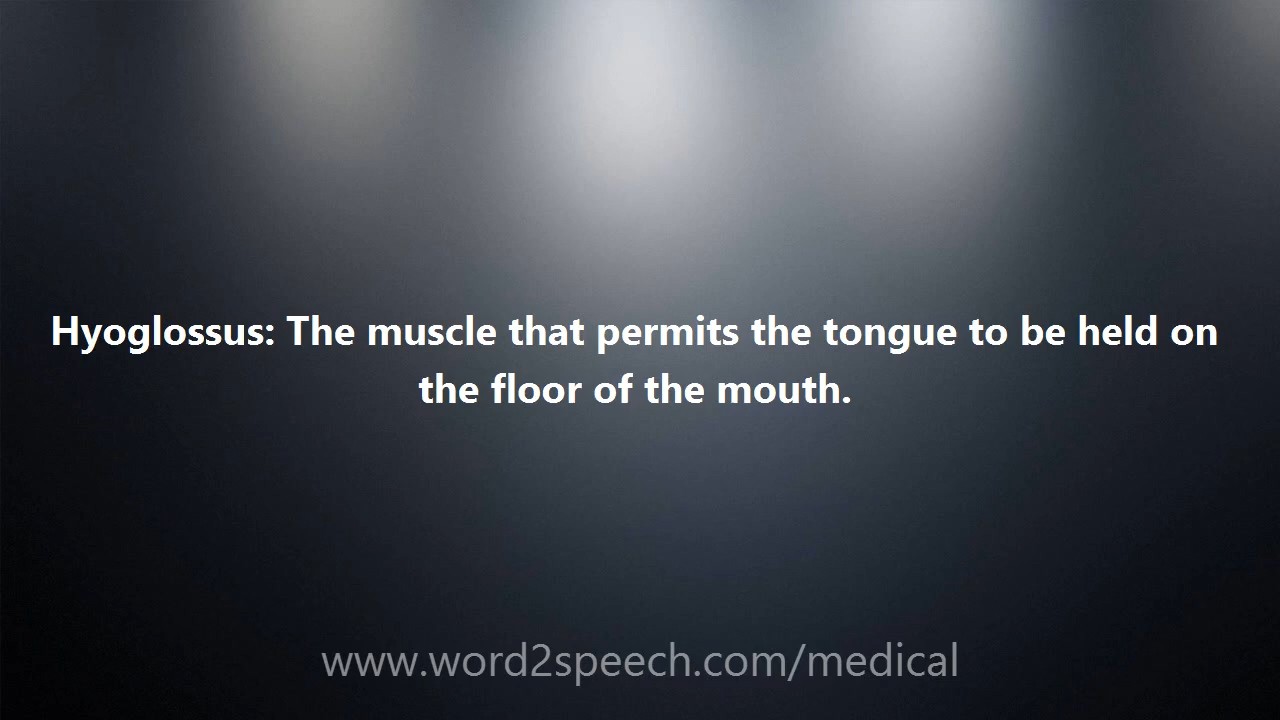 Hyoglossus: The muscle that permits the tongue to be held on
the floor of the mouth.
www.word2speech.com/medical